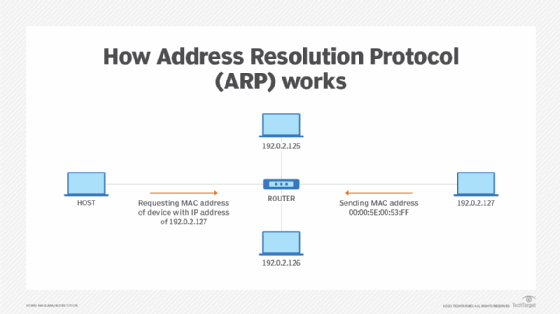 How Address Resolution Protocol
(ARP) works
192.0.2.125
HOST
Requesting MAC address
of device with IP address
of 192.0.2.127
ROUTER
Sending MAC address
00:00:5E:00:53:FF
192.0.2.127
192.0.2.126
TechTarget